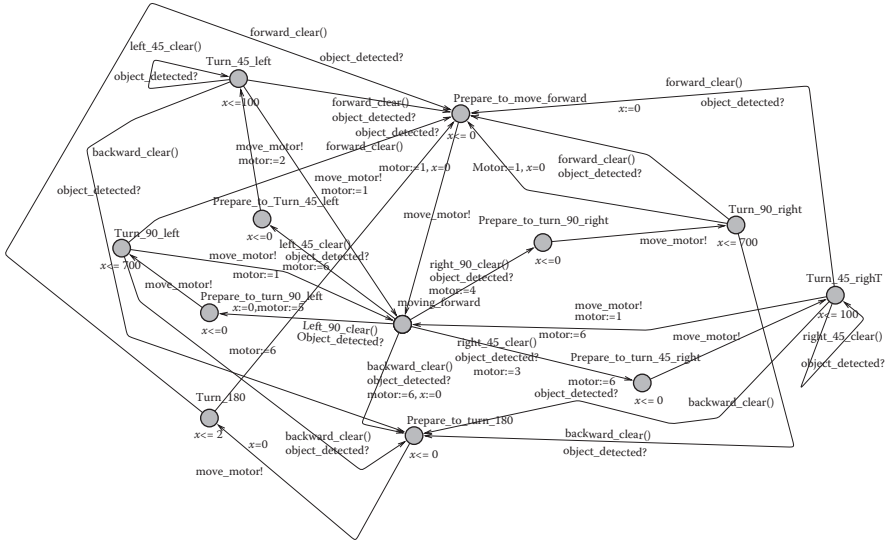 forward_clear()
left_45_clear()
object_detected?
Turn_45_left
object_detected?
forward_clear()
Prepare_to_move_forward
x<=100
forward_clear()
x:=0
object_detected?
object_detected?
x<= 0
object_detected?
forward_clear()
move_motor!
backward_clear()
motor:=2
motor:=1, x=0
Motor:=1, x:=0
forward_clear()
object_detected?
move_motor!
motor:=1
object_detected?
Prepare_to_Turn_45_left
move_motor!
Prepare_to_turn_90_right
Turn_90_right
Turn_90_left
x<=0
move_motor!
x<= 700
left_45_clear()
object_detected?
move_motor!
x<= 700
motor:=6
motor:=1
x<=0
right_90_clear()
object_detected?
motor:=4
Turn_45_righT
move_motor!
Prepare_to_turn_90_left
x:=0,motor:=5
moving_forward
move_motor!
motor:=1
x<= 100
x<=0
Left_90_clear()
Object_detected?
motor:=6
move_motor!
right_45_clear()
right_45_clear()
object_detected?
motor:=3
motor:=6
Prepare_to_turn_45_right
object_detected?
backward_clear()
object_detected?
motor:=6, x:=0
motor:=6
object_detected?
x<= 0
backward_clear()
Turn_180
Prepare_to_turn_180
x<= 2
x=0
backward_clear()
object_detected?
x<= 0
backward_clear()
object_detected?
move_motor!